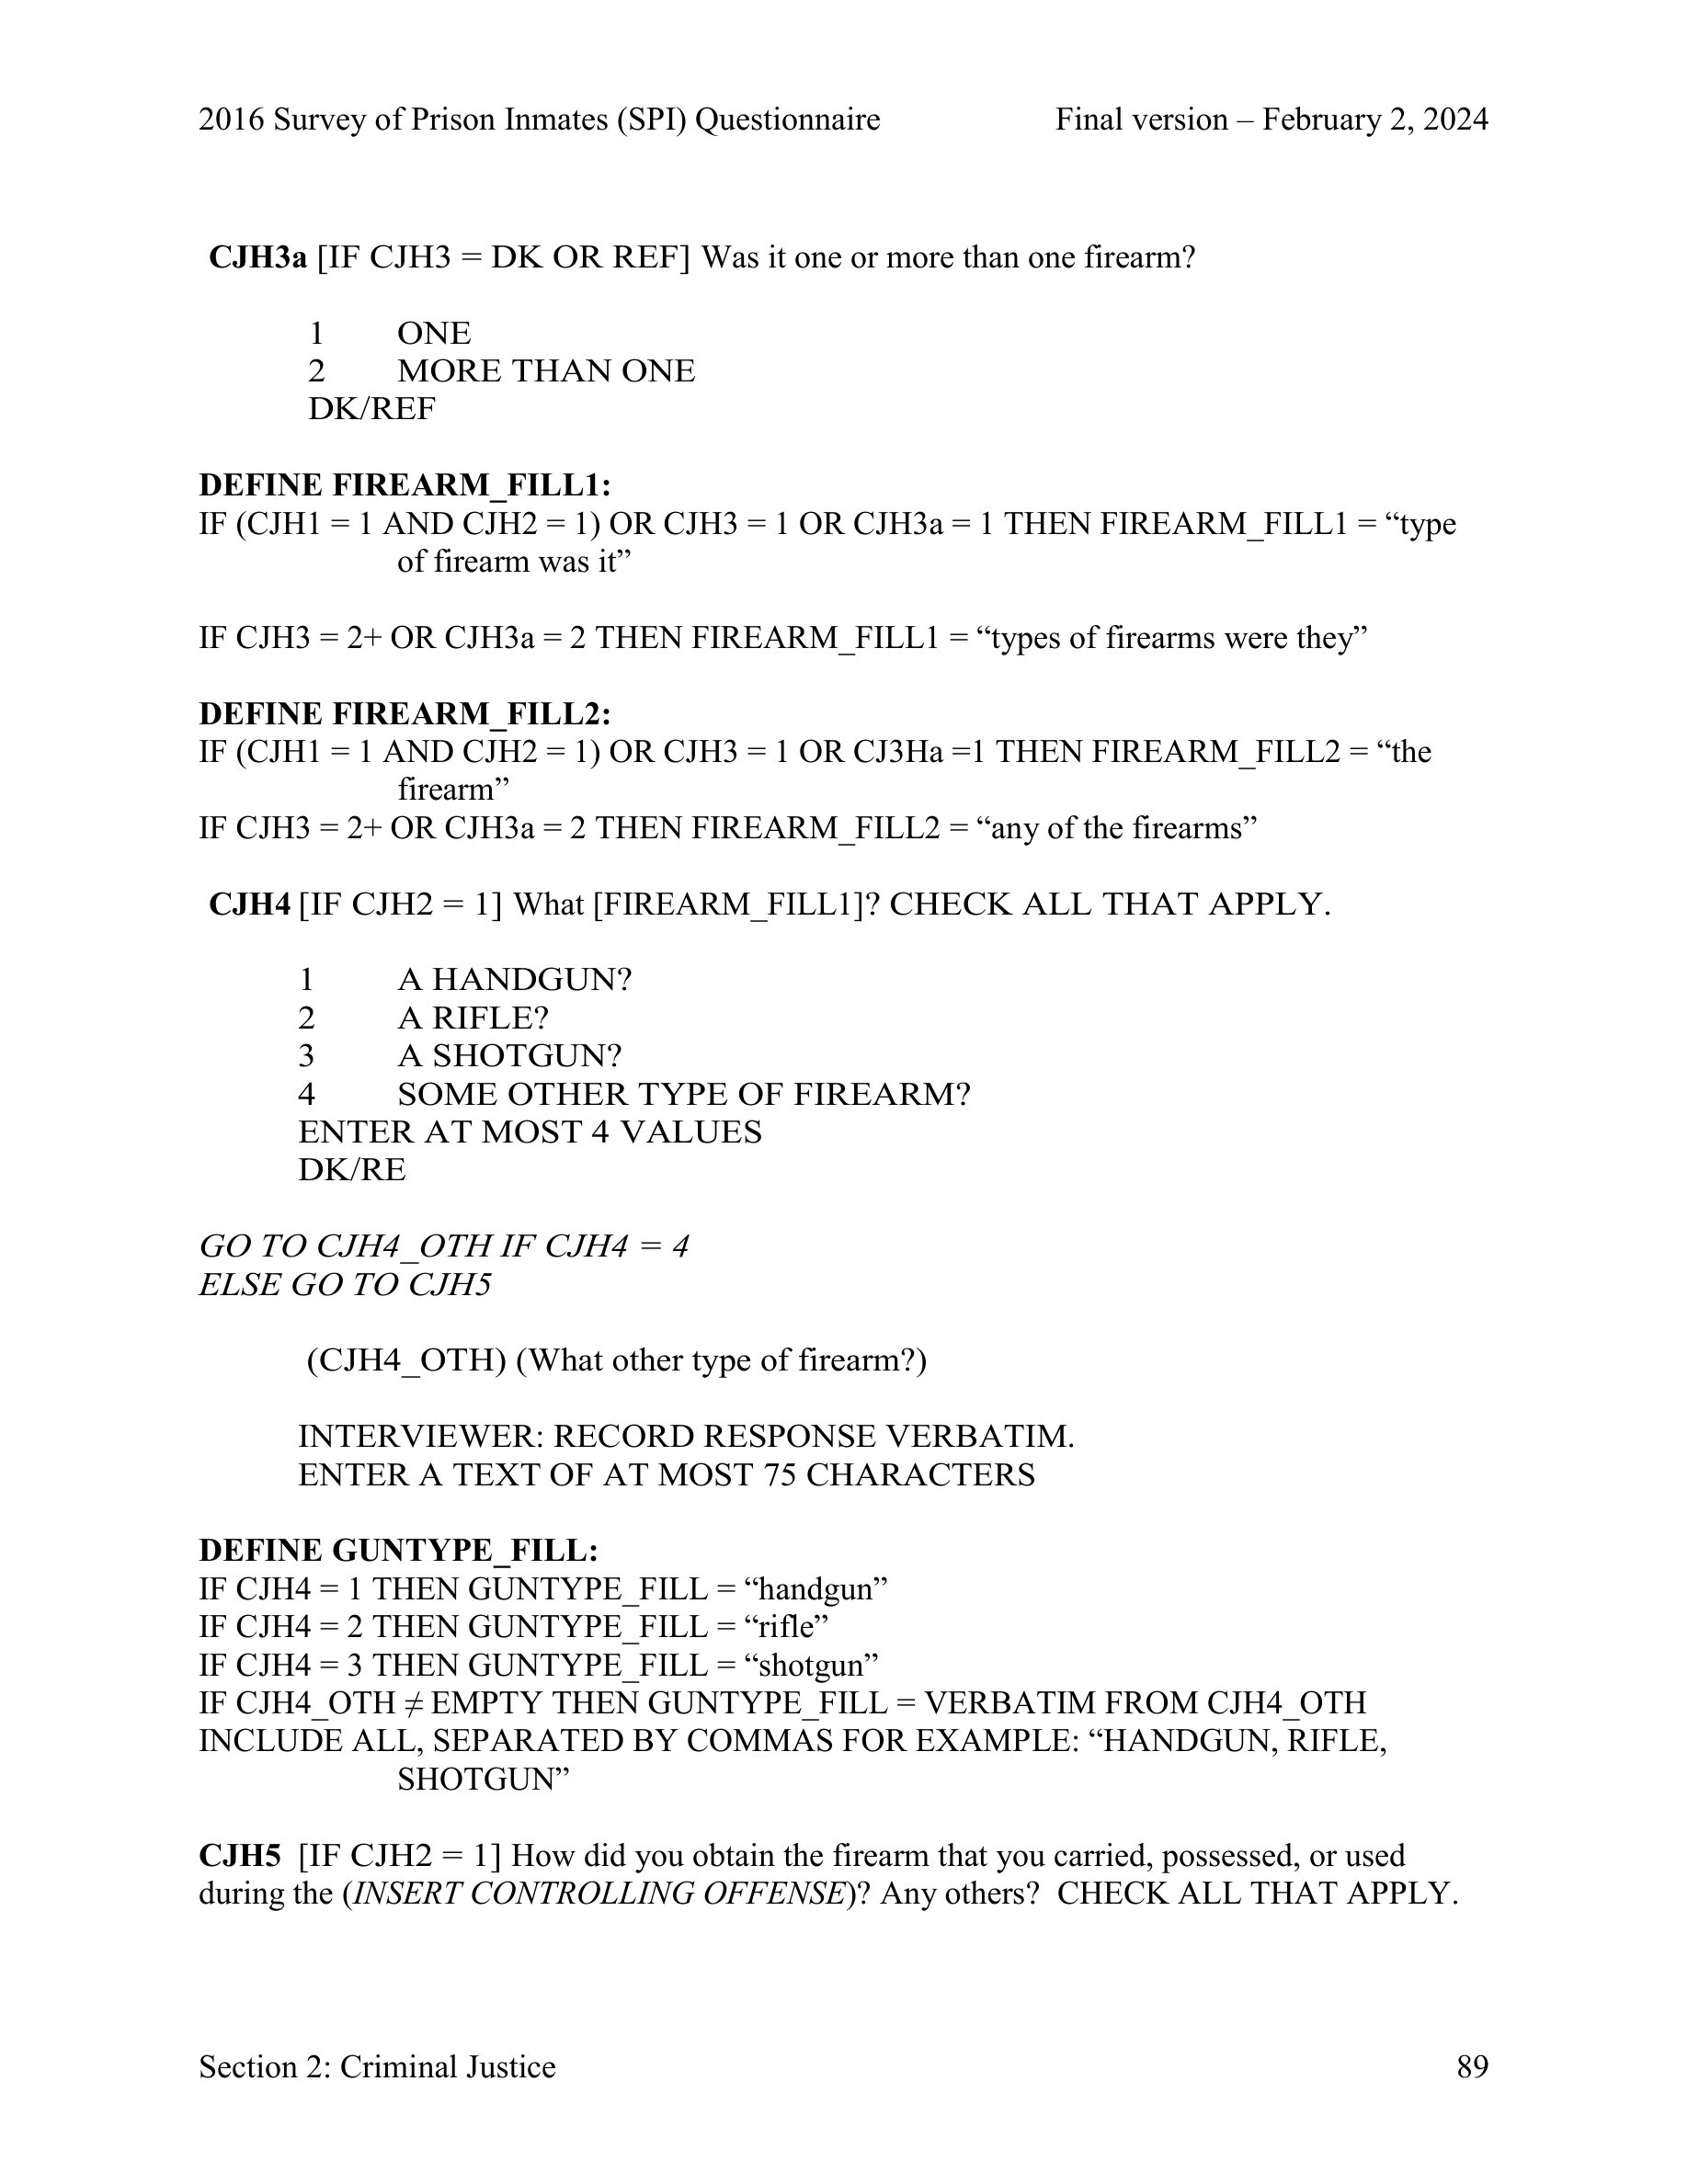 2016 Survey of Prison Inmates (SPI) Questionnaire Final version – February 2, 2024
CJH3a [IF CJH3 = DK OR REF] Was it one or more than one firearm?
1 ONE
2 MORE THAN ONE
DK/REF
DEFINE FIREARM_FILL1:
IF (CJH1 = 1 AND CJH2 = 1) OR CJH3 = 1 OR CJH3a = 1 THEN FIREARM_FILL1 = “type
of firearm was it”
IF CJH3 = 2+ OR CJH3a = 2 THEN FIREARM_FILL1 = “types of firearms were they”
DEFINE FIREARM_FILL2:
IF (CJH1 = 1 AND CJH2 = 1) OR CJH3 = 1 OR CJ3Ha =1 THEN FIREARM_FILL2 = “the
firearm”
IF CJH3 = 2+ OR CJH3a = 2 THEN FIREARM_FILL2 = “any of the firearms”
CJH4 [IF CJH2 = 1] What [FIREARM_FILL1]? CHECK ALL THAT APPLY.
1 A HANDGUN?
2 A RIFLE?
3 A SHOTGUN?
4 SOME OTHER TYPE OF FIREARM?
ENTER AT MOST 4 VALUES
DK/RE
GO TO CJH4_OTH IF CJH4 = 4
ELSE GO TO CJH5
(CJH4_OTH) (What other type of firearm?)
INTERVIEWER: RECORD RESPONSE VERBATIM.
ENTER A TEXT OF AT MOST 75 CHARACTERS
DEFINE GUNTYPE_FILL:
IF CJH4 = 1 THEN GUNTYPE_FILL = “handgun”
IF CJH4 = 2 THEN GUNTYPE_FILL = “rifle”
IF CJH4 = 3 THEN GUNTYPE_FILL = “shotgun”
IF CJH4_OTH ≠ EMPTY THEN GUNTYPE_FILL = VERBATIM FROM CJH4_OTH
INCLUDE ALL, SEPARATED BY COMMAS FOR EXAMPLE: “HANDGUN, RIFLE,
SHOTGUN”
CJH5 [IF CJH2 = 1] How did you obtain the firearm that you carried, possessed, or used
during the (INSERT CONTROLLING OFFENSE)? Any others? CHECK ALL THAT APPLY.
Section 2: Criminal Justice 89